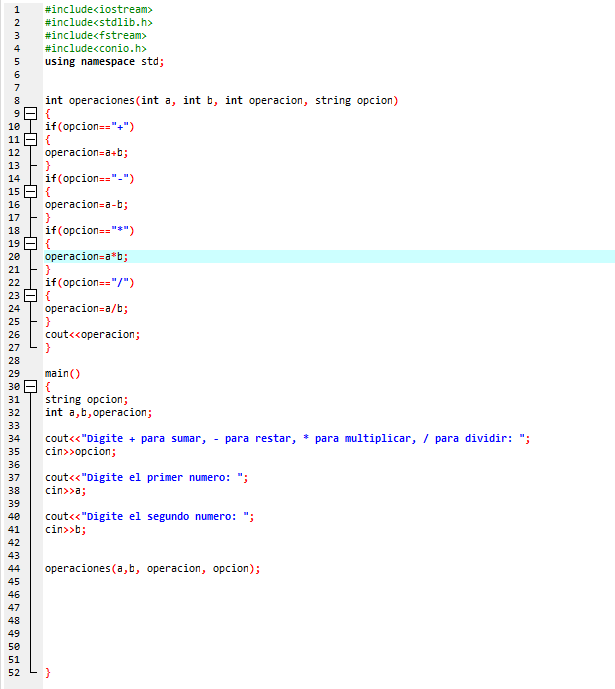 1 #include<iostream>
2 #include<stdlib.h>
3 #include<fstream>
4 #include<conio.h>
5 using namespace std;
6
7
8 int operaciones(int a, int b, int operacion, string opcion)
9 {
10 if(opcion=="+")
11 {
12 operacion=a+b;
13 }
14 if(opcion=="-")
15 {
16 operacion=a-b;
17 }
18 if(opcion=="*")
19 {
20 operacion=a*b;
21 }
22 if(opcion=="/")
23 {
24 operacion=a/b;
25 }
26 cout<<operacion;
27 }
28
29 main()
30 {
31 string opcion;
32 int a,b,operacion;
33
34 cout<<"Digite + para sumar, - para restar, * para multiplicar, / para dividir: ";
35 cin>>opcion;
36
37 cout<<"Digite el primer numero: ";
38 cin>>a;
39
40 cout<<"Digite el segundo numero: ";
41 cin>>b;
42
43
44 operaciones(a,b, operacion, opcion);
45
46
47
48
49
50
51
52 }